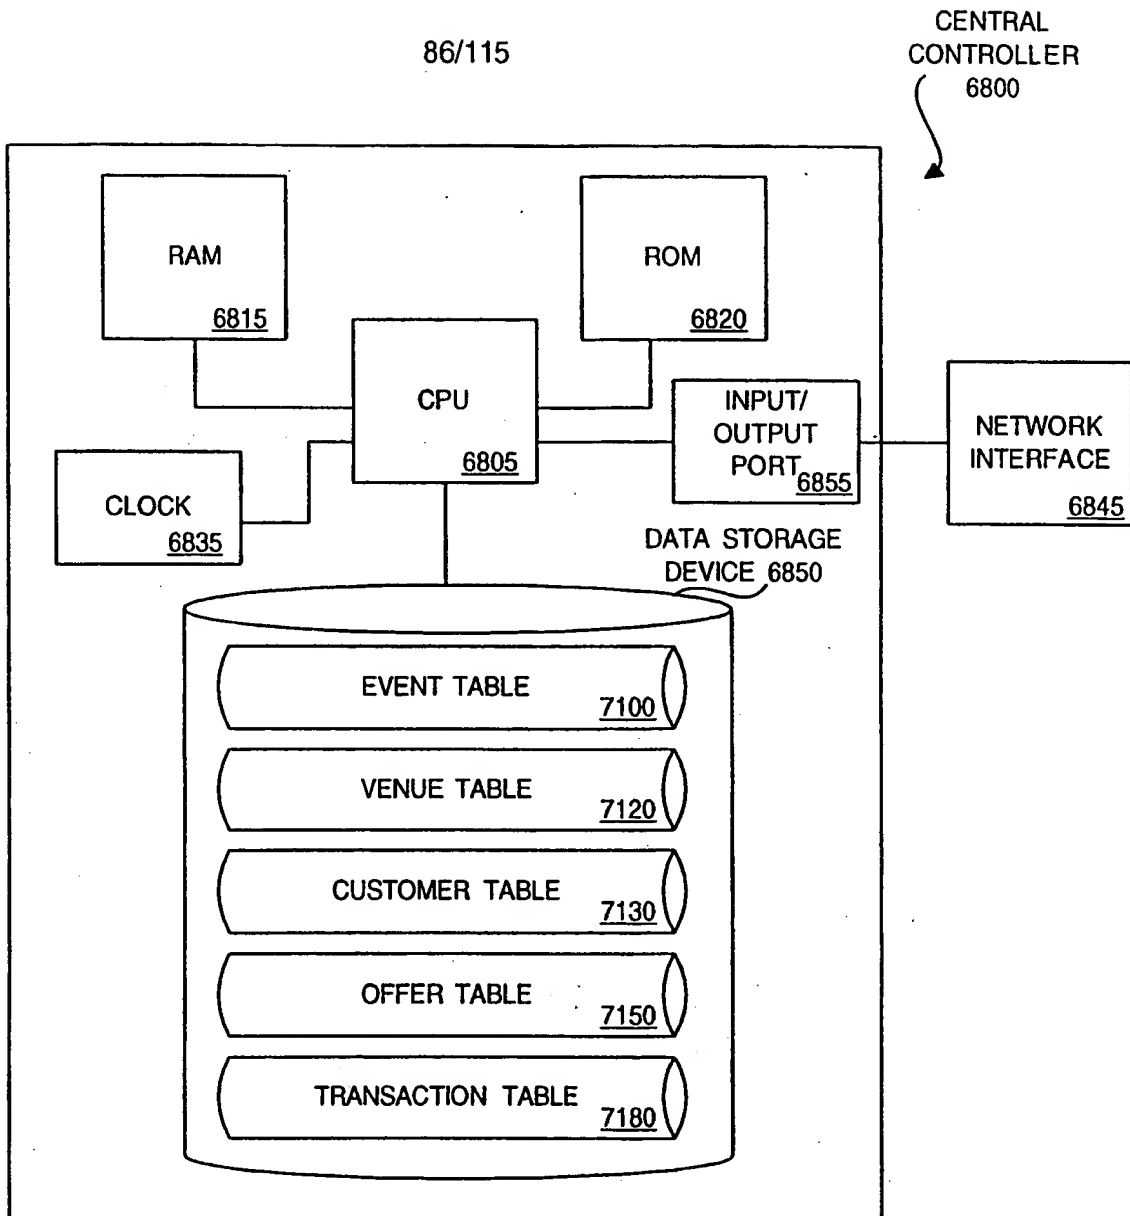 86/115
CENTRAL
CONTROLLER
6800
RAM
6815
ROM
6820
CPU
6805
INPUT/
OUTPUT
PORT
6855
NETWORK
INTERFACE
6845
CLOCK
6835
DATA STORAGE
DEVICE 6850
EVENT TABLE
7100
VENUE TABLE
7120
CUSTOMER TABLE
7130
OFFER TABLE
7150
TRANSACTION TABLE
7180